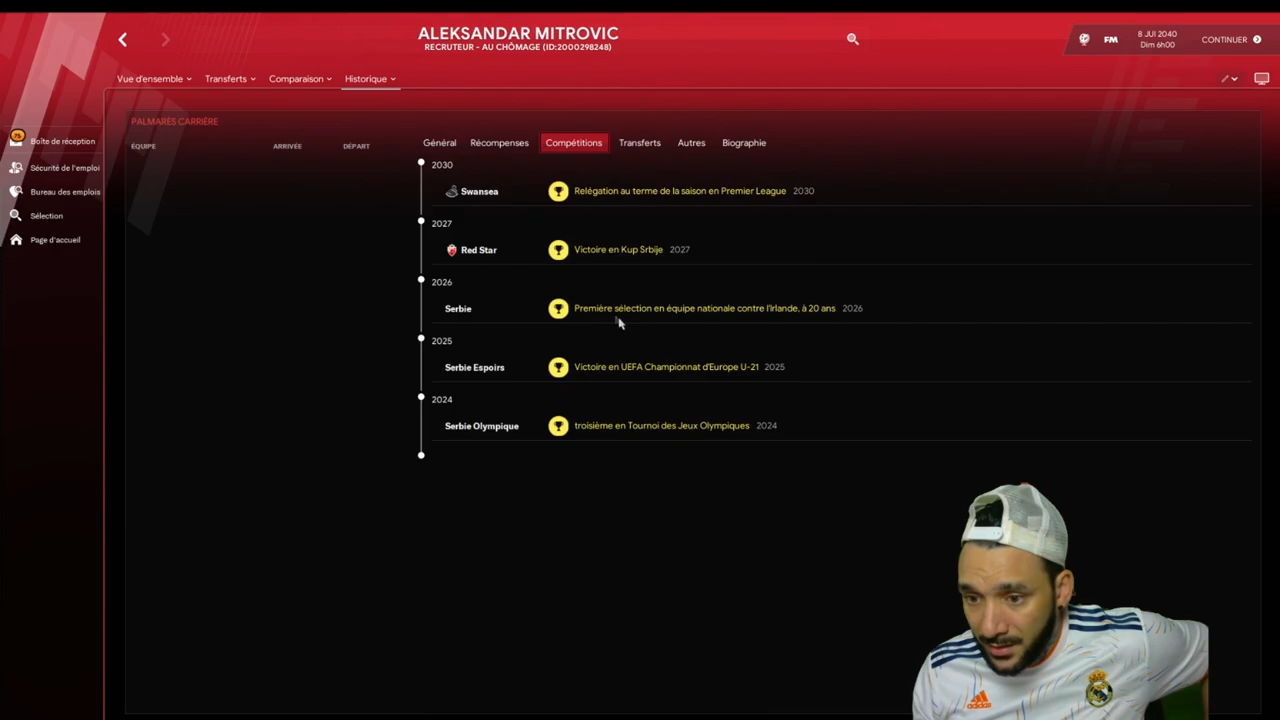 ALEKSANDAR MITROVIC
RECRUTEUR - AU CHÔMAGE (ID:2000298248)
FM
8 JUI 2040
Dim 6h00
CONTINUER
Vue d'ensemble
Transferts
Comparaison
Historique
PALMARÈS CARRIÈRE
75
Boîte de réception
Sécurité de l'emploi
Bureau des emplois
Sélection
Page d'accueil
ÉQUIPE
ARRIVÉE
DÉPART
Général
Récompenses
Compétitions
Transferts
Autres
Biographie
2030
Swansea
Relégation au terme de la saison en Premier League 2030
2027
Red Star
Victoire en Kup Srbije 2027
2026
Serbie
Première sélection en équipe nationale contre l'Irlande, à 20 ans 2026
2025
Serbie Espoirs
Victoire en UEFA Championnat d'Europe U-21 2025
2024
Serbie Olympique
troisième en Tournoi des Jeux Olympiques 2024
adidas